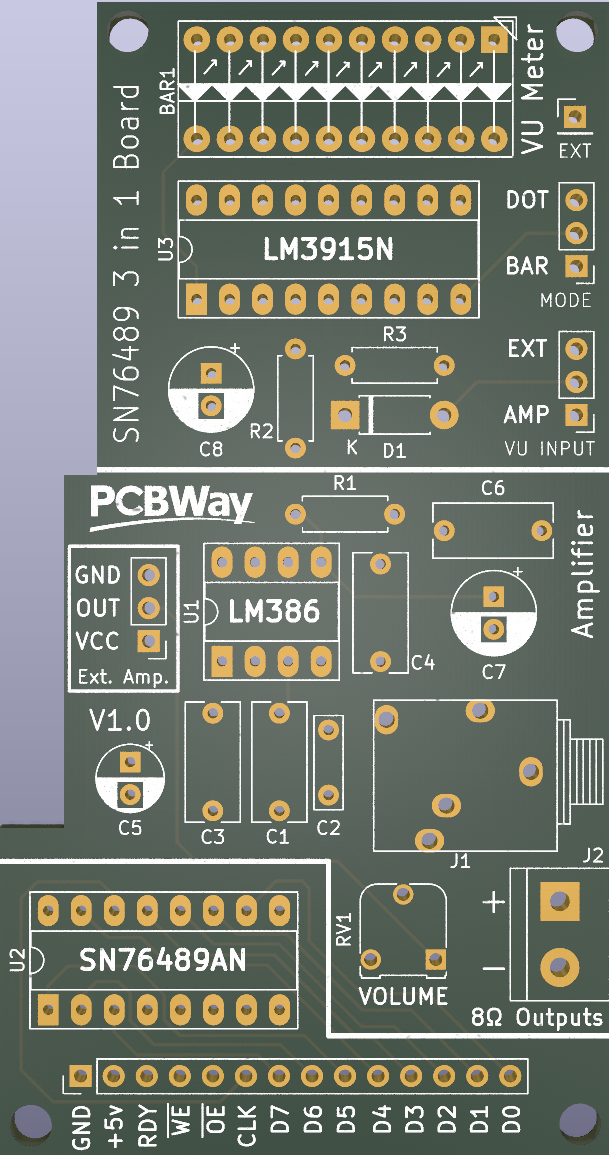 SN76489 3 in 1 Board
BAR1
VU Meter
EXT
U3
LM3915N
DOT
BAR
MODE
R3
EXT
AMP
VU INPUT
+
C8
R2
K
D1
PCBWay
R1
C6
Amplifier
GND
OUT
VCC
Ext. Amp.
U1
LM386
C4
+
C7
V1.0
+
C5
C3
C1
C2
J1
J2
U2
SN76489AN
RV1
VOLUME
+
−
8Ω Outputs
GND
+5v
RDY
WE
OE
CLK
D7
D6
D5
D4
D3
D2
D1
D0